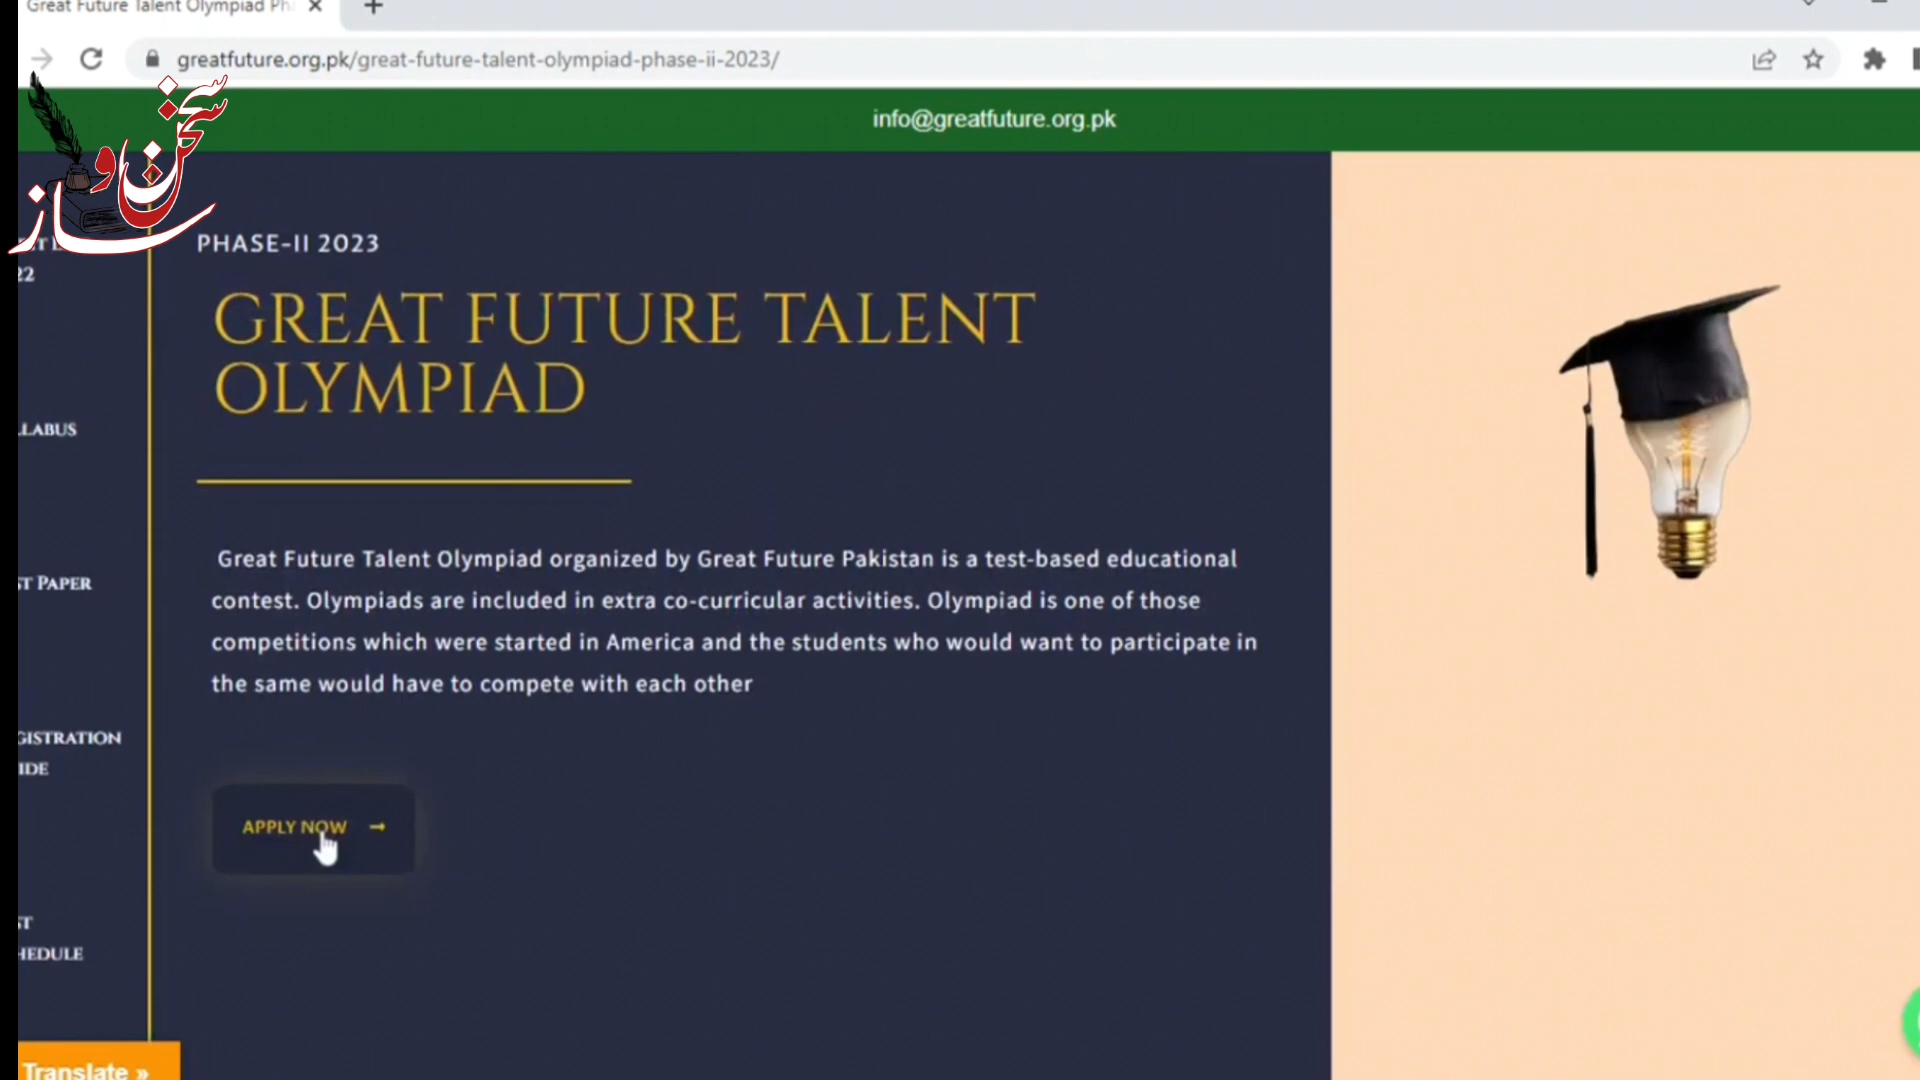 Great Future Talent Olympiad Ph
greatfuture.org.pk/great-future-talent-olympiad-phase-ii-2023/
info@greatfuture.org.pk
سخن و
ساز
22
LLABUS
ST PAPER
GISTRATION
IDE
ST
HEDULE
PHASE-II 2023
GREAT FUTURE TALENT
OLYMPIAD
Great Future Talent Olympiad organized by Great Future Pakistan is a test-based educational
contest. Olympiads are included in extra co-curricular activities. Olympiad is one of those
competitions which were started in America and the students who would want to participate in
the same would have to compete with each other
APPLY NOW →
Translate »